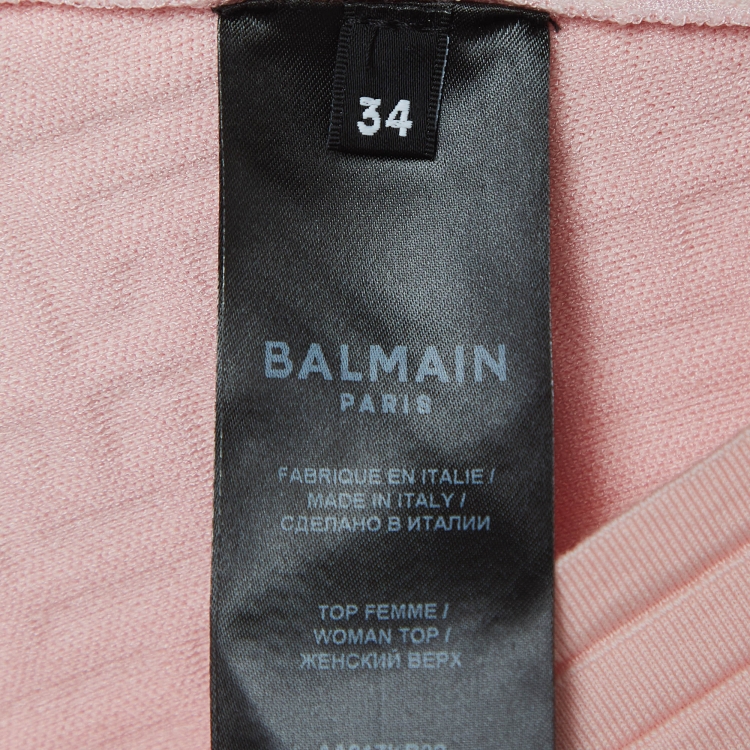 34
BALMAIN
PARIS
FABRIQUE EN ITALIE /
MADE IN ITALY /
СДЕЛАНО В ИТАЛИИ
TOP FEMME /
WOMAN TOP /
ЖЕНСКИЙ ВЕРХ